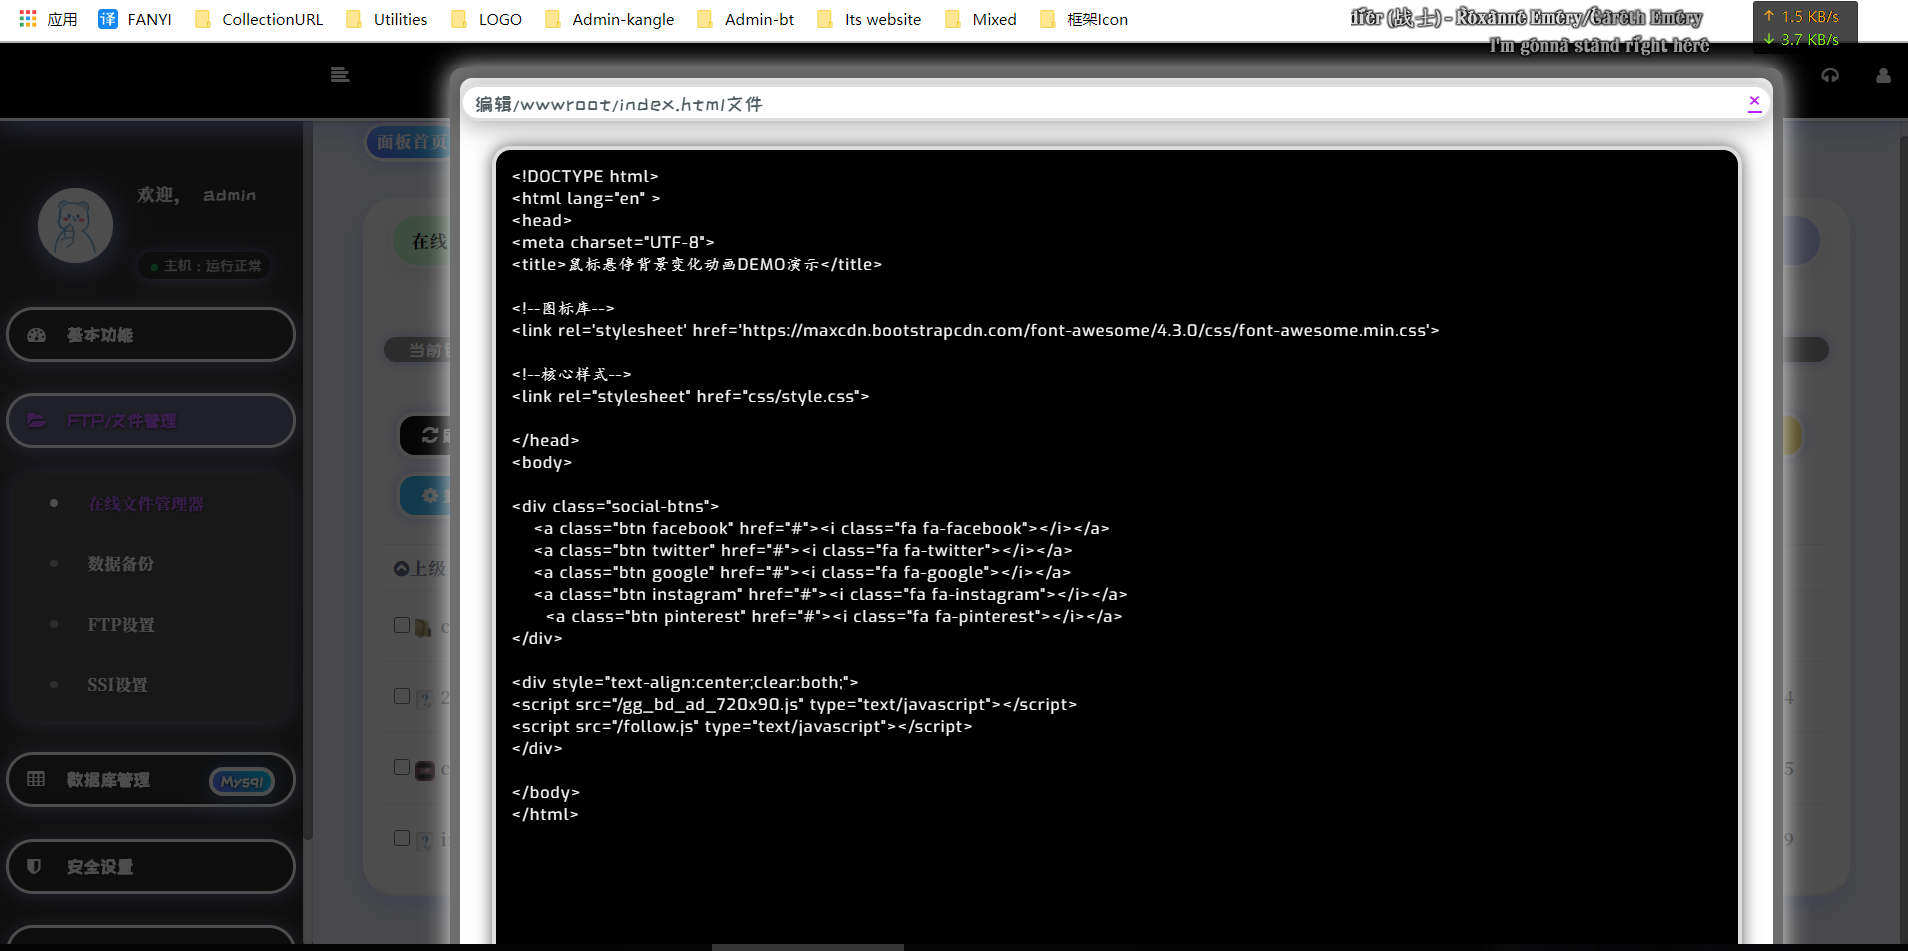 应用 FANYI CollectionURL Utilities LOGO Admin-kangle Admin-bt Its website Mixed 框架Icon
(战士) - Roxanne Emery/Gareth Emery
I'm gonna stand right here
↑ 1.5 KB/s
↓ 3.7 KB/s
编辑/wwwroot/index.html文件
×
面板首页
欢迎， admin
主机：运行正常
基本功能
FTP/文件管理
在线文件管理器
数据备份
FTP设置
SSI设置
数据库管理 Mysql
安全设置
在线
当前
上级
<!DOCTYPE html>
<html lang="en" >
<head>
<meta charset="UTF-8">
<title>鼠标悬停背景变化动画DEMO演示</title>
<!--图标库-->
<link rel='stylesheet' href='https://maxcdn.bootstrapcdn.com/font-awesome/4.3.0/css/font-awesome.min.css'>
<!--核心样式-->
<link rel="stylesheet" href="css/style.css">
</head>
<body>
<div class="social-btns">
<a class="btn facebook" href="#"><i class="fa fa-facebook"></i></a>
<a class="btn twitter" href="#"><i class="fa fa-twitter"></i></a>
<a class="btn google" href="#"><i class="fa fa-google"></i></a>
<a class="btn instagram" href="#"><i class="fa fa-instagram"></i></a>
<a class="btn pinterest" href="#"><i class="fa fa-pinterest"></i></a>
</div>
<div style="text-align:center;clear:both;">
<script src="/gg_bd_ad_720x90.js" type="text/javascript"></script>
<script src="/follow.js" type="text/javascript"></script>
</div>
</body>
</html>